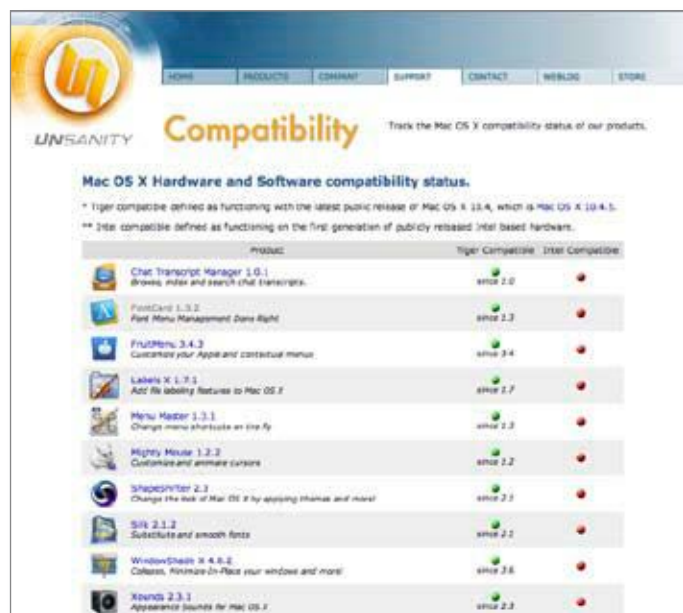 HOME PRODUCTS COMPANY SUPPORT CONTACT WEBLOG STORE
UNSANITY
Compatibility
Track the Mac OS X compatibility status of our products.
Mac OS X Hardware and Software compatibility status.
* Tiger compatible defined as functioning with the latest public release of Mac OS X 10.4, which is Mac OS X 10.4.5.
** Intel compatible defined as functioning on the first generation of publicly released Intel based hardware.
Product Tiger Compatible Intel Compatible
Chat Transcript Manager 1.0.1
Browse, index and search chat transcripts.
since 1.0
FontCard 1.3.2
Font Menu Management Done Right
since 1.3
FruitMenu 3.4.3
Customize your Apple and contextual menus
since 3.4
Labels X 1.7.1
Add file labeling features to Mac OS X
since 1.7
Menu Master 1.3.1
Change menu shortcuts on the fly
since 1.3
Mighty Mouse 1.2.2
Customize and animate cursors
since 1.2
ShapeShifter 2.3
Change the look of Mac OS X by applying themes and more!
since 2.1
Silk 2.1.2
Substitute and smooth fonts
since 2.1
WindowShade X 4.0.2
Collapse, Minimize-In-Place your windows and more!
since 3.6
Xounds 2.3.1
Appearance Sounds for Mac OS X
since 2.3